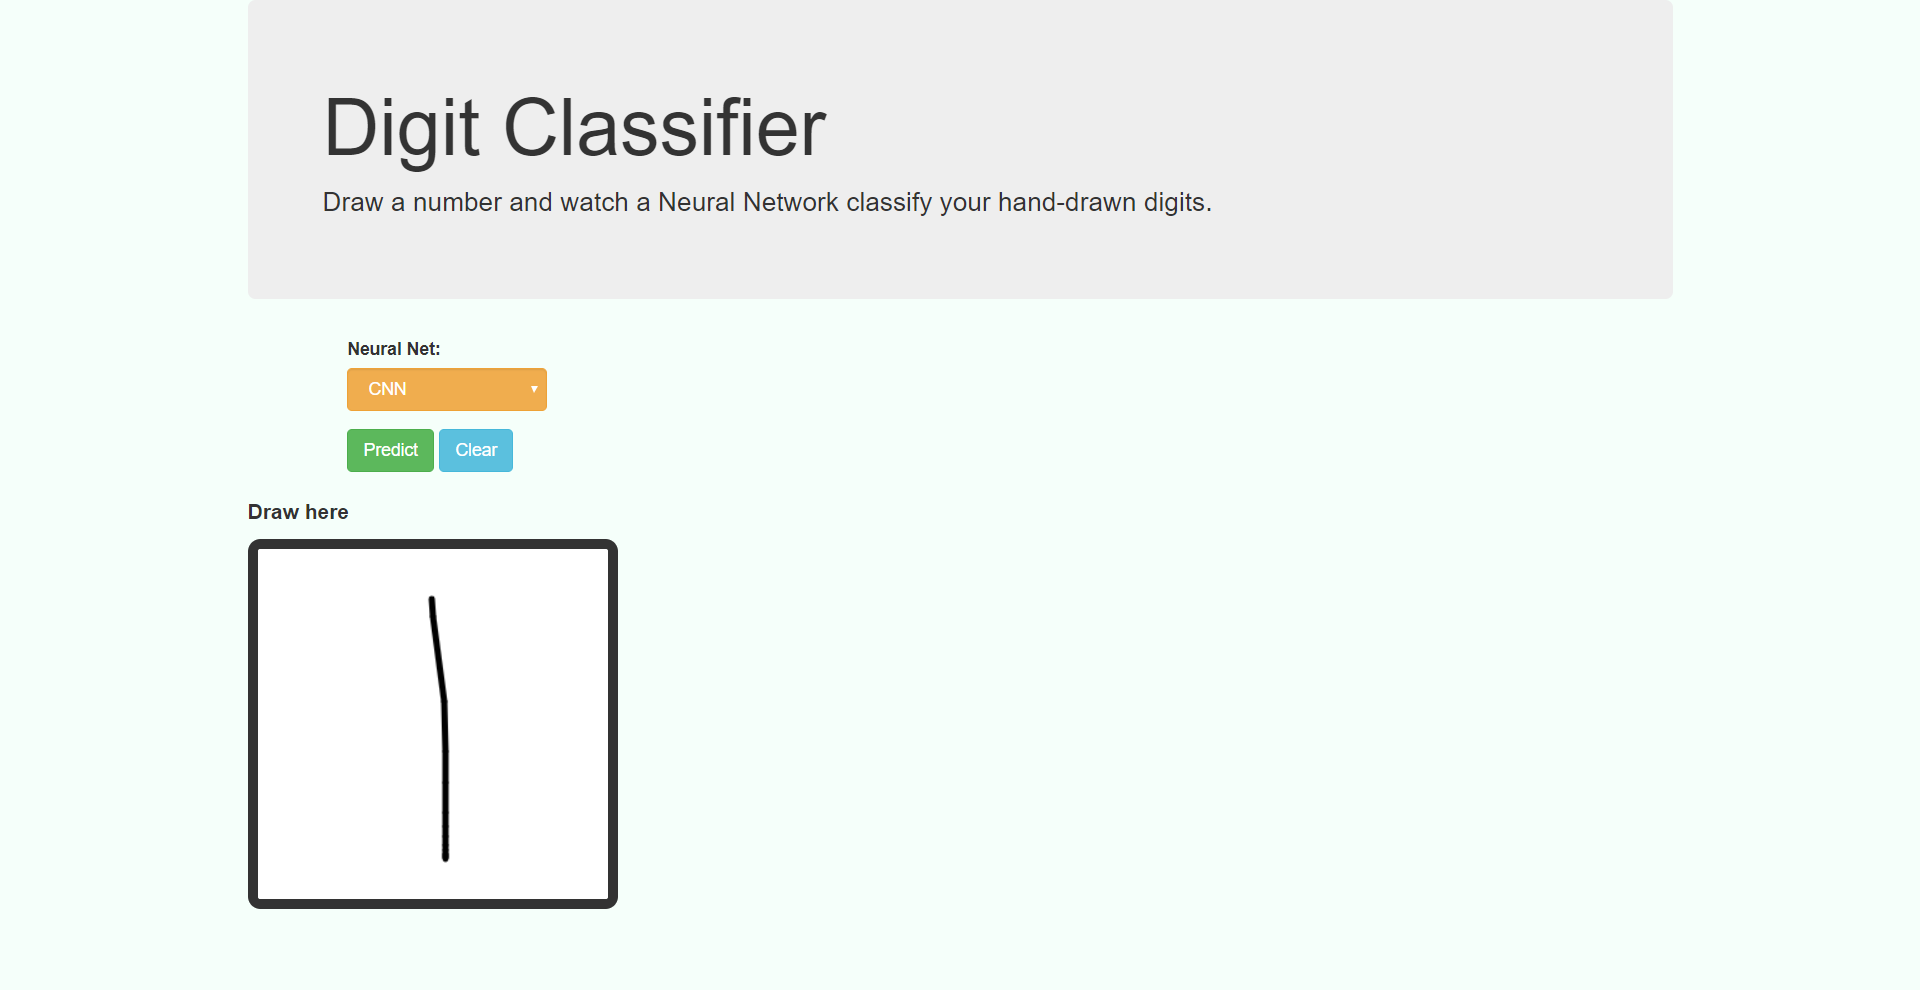 Digit Classifier
Draw a number and watch a Neural Network classify your hand-drawn digits.
Neural Net:
CNN
Predict Clear
Draw here
1